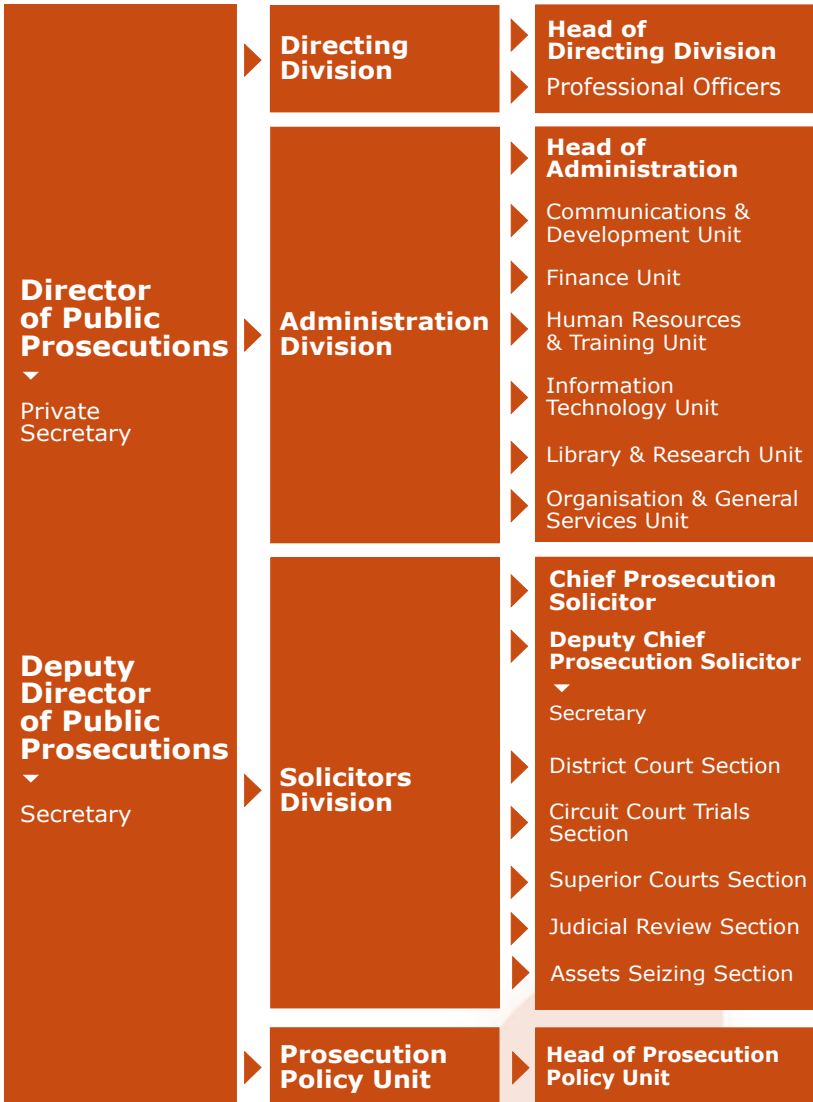 Director
of Public
Prosecutions
Private
Secretary
Deputy
Director
of Public
Prosecutions
Secretary
Directing
Division
Head of
Directing Division
Professional Officers
Administration
Division
Head of
Administration
Communications &
Development Unit
Finance Unit
Human Resources
& Training Unit
Information
Technology Unit
Library & Research Unit
Organisation & General
Services Unit
Solicitors
Division
Chief Prosecution
Solicitor
Deputy Chief
Prosecution Solicitor
Secretary
District Court Section
Circuit Court Trials
Section
Superior Courts Section
Judicial Review Section
Assets Seizing Section
Prosecution
Policy Unit
Head of Prosecution
Policy Unit